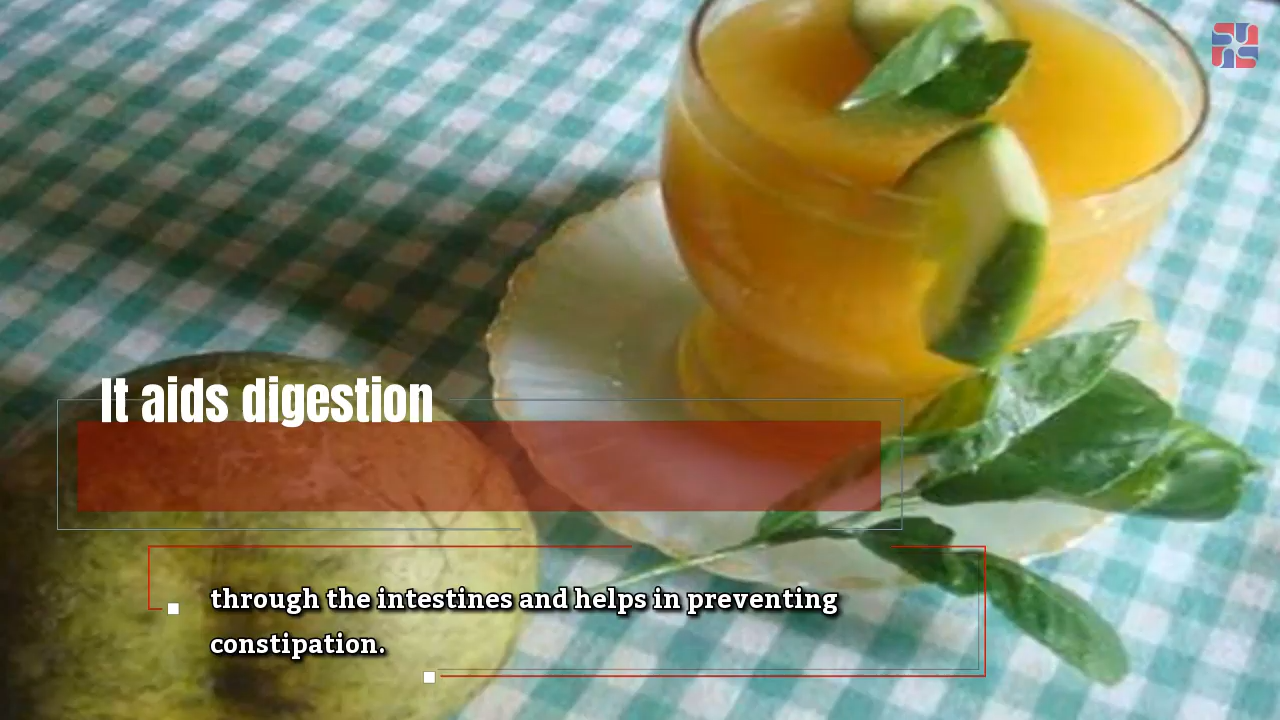 It aids digestion
through the intestines and helps in preventing
constipation.